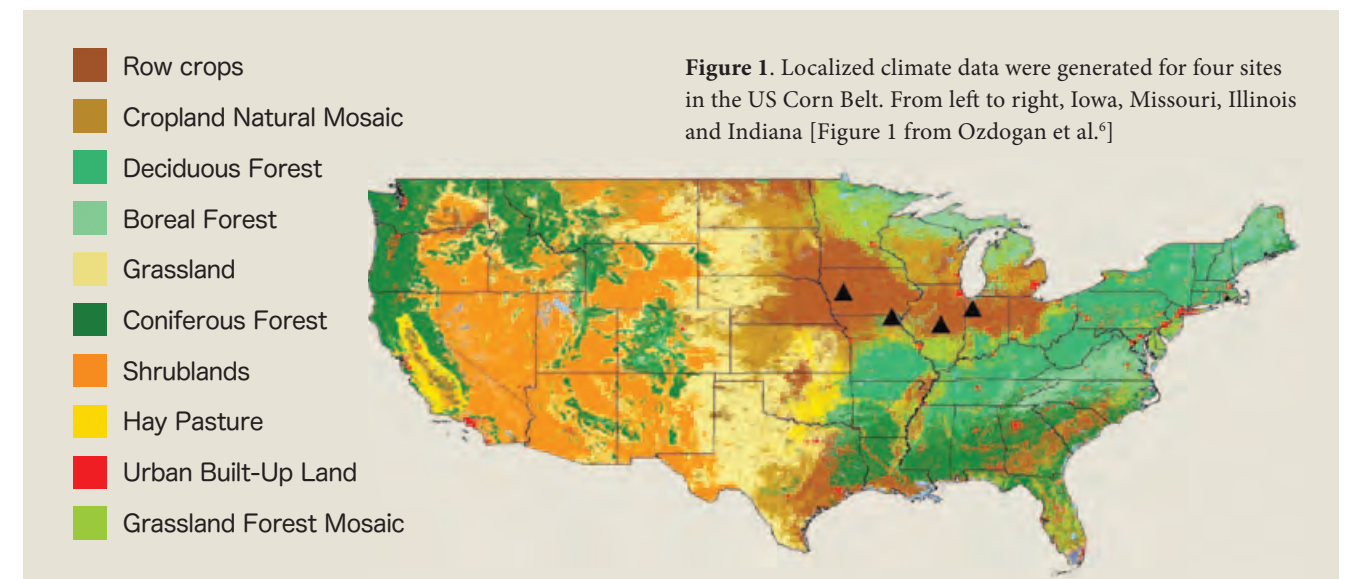 Row crops
Cropland Natural Mosaic
Deciduous Forest
Boreal Forest
Grassland
Coniferous Forest
Shrublands
Hay Pasture
Urban Built-Up Land
Grassland Forest Mosaic
Figure 1. Localized climate data were generated for four sites
in the US Corn Belt. From left to right, Iowa, Missouri, Illinois
and Indiana [Figure 1 from Ozdogan et al.⁶]